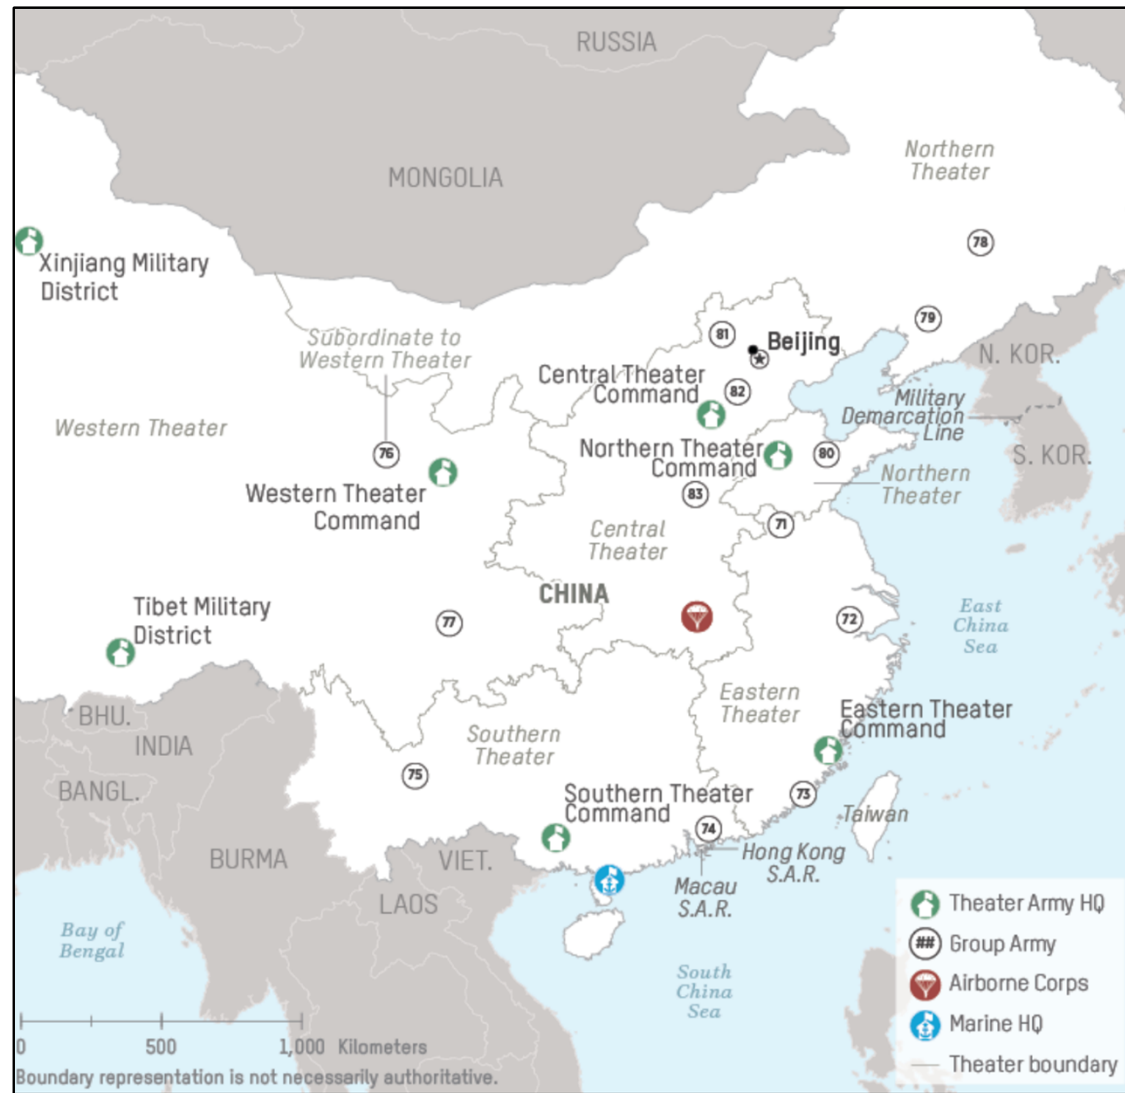 RUSSIA
MONGOLIA
Northern
Theater
78
Xinjiang Military
District
79
81
Beijing
Subordinate to
Western Theater
N. KOR.
Central Theater
Command
82
Military
Demarcation
Line
Western Theater
76
Northern Theater
Command
80
S. KOR.
Western Theater
Command
83
Northern
Theater
71
Central
Theater
CHINA
Tibet Military
District
77
72
East
China
Sea
Eastern
Theater
Eastern Theater
Command
BHU.
INDIA
Southern
Theater
75
BANGL.
Southern Theater
Command
73
Taiwan
74
BURMA
VIET.
Hong Kong
S.A.R.
Macau
S.A.R.
LAOS
Bay of
Bengal
South
China
Sea
Theater Army HQ
## Group Army
Airborne Corps
Marine HQ
Theater boundary
0 500 1,000 Kilometers
Boundary representation is not necessarily authoritative.